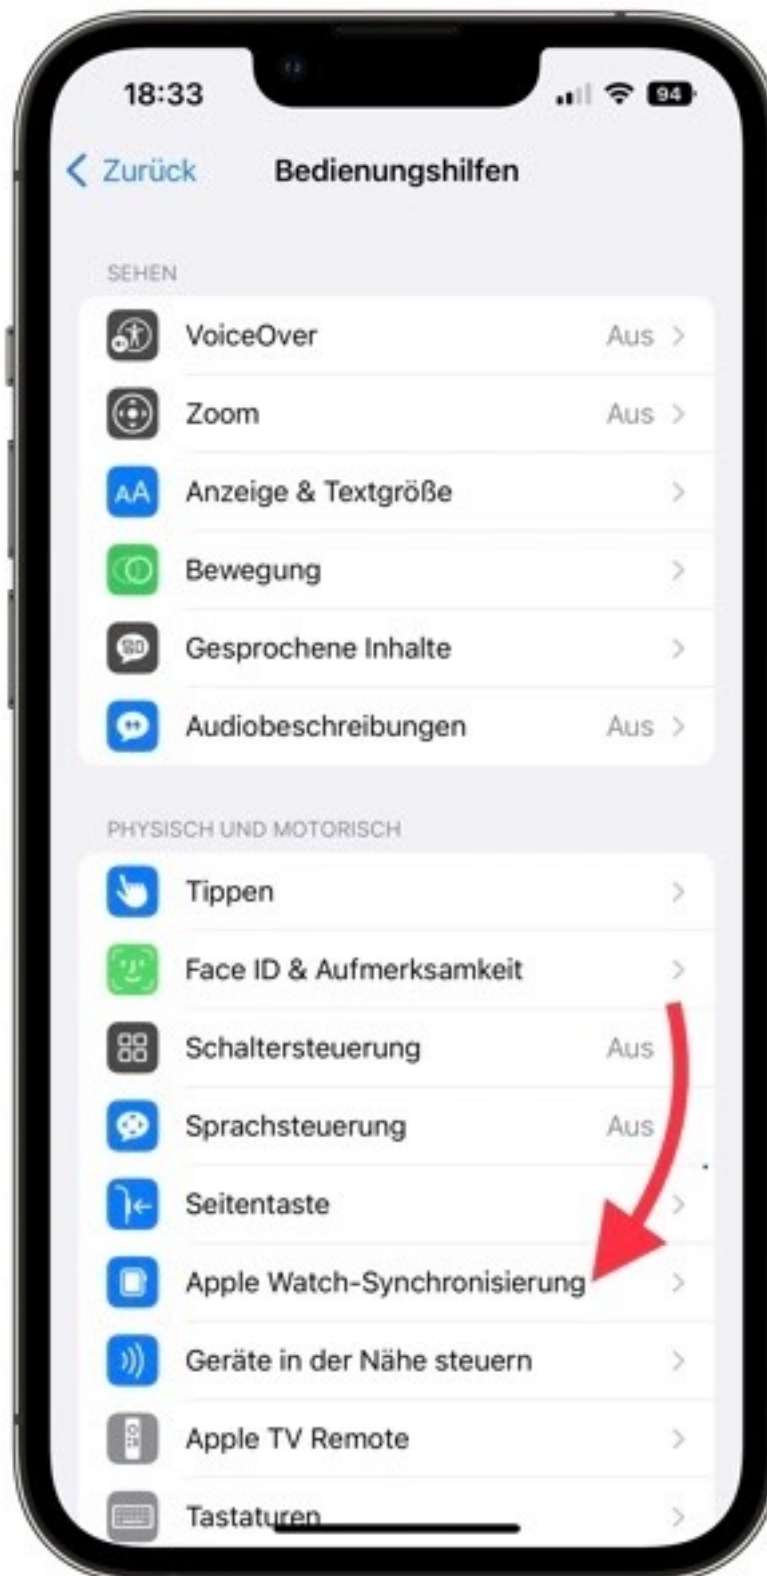 18:33
94
Zurück
Bedienungshilfen
SEHEN
VoiceOver
Aus
Zoom
Aus
AA
Anzeige & Textgröße
Bewegung
Gesprochene Inhalte
Audiobeschreibungen
Aus
PHYSISCH UND MOTORISCH
Tippen
Face ID & Aufmerksamkeit
Schaltersteuerung
Aus
Sprachsteuerung
Aus
Seitentaste
Apple Watch-Synchronisierung
Geräte in der Nähe steuern
Apple TV Remote
Tastaturen